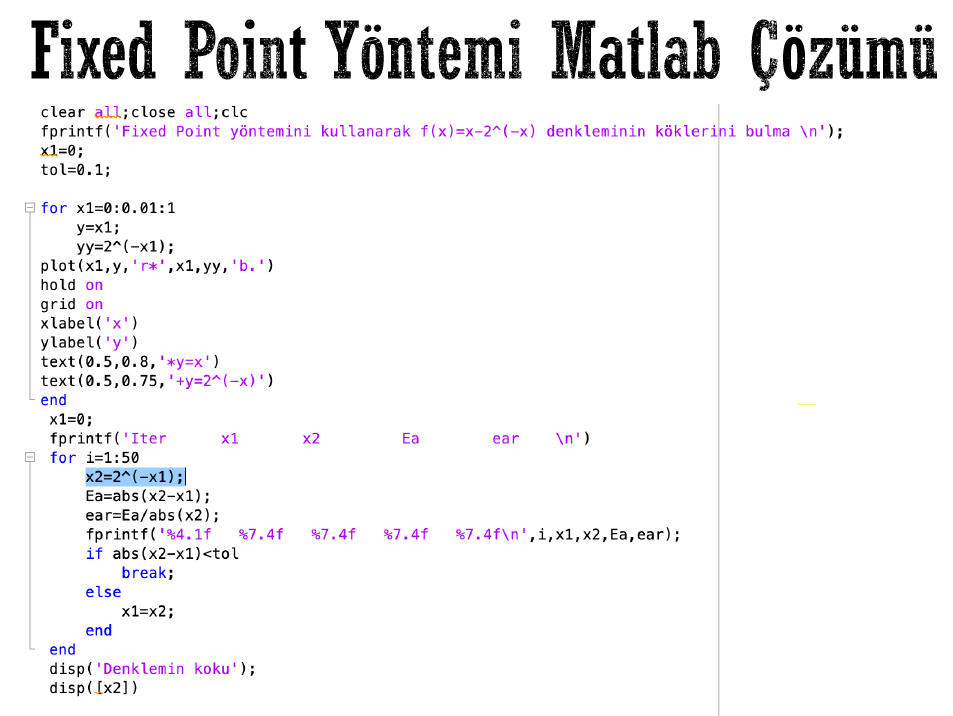 Fixed Point Yöntemi Matlab Çözümü
clear all;close all;clc
fprintf('Fixed Point yöntemini kullanarak f(x)=x-2^(-x) denkleminin köklerini bulma \n');
x1=0;
tol=0.1;
for x1=0:0.01:1
y=x1;
yy=2^(-x1);
plot(x1,y,'r*',x1,yy,'b.')
hold on
grid on
xlabel('x')
ylabel('y')
text(0.5,0.8,'*y=x')
text(0.5,0.75,'+y=2^(-x)')
end
x1=0;
fprintf('Iter      x1       x2         Ea        ear    \n')
for i=1:50
x2=2^(-x1);
Ea=abs(x2-x1);
ear=Ea/abs(x2);
fprintf('%4.1f   %7.4f   %7.4f   %7.4f   %7.4f\n',i,x1,x2,Ea,ear);
if abs(x2-x1)<tol
break;
else
x1=x2;
end
end
disp('Denklemin koku');
disp([x2])